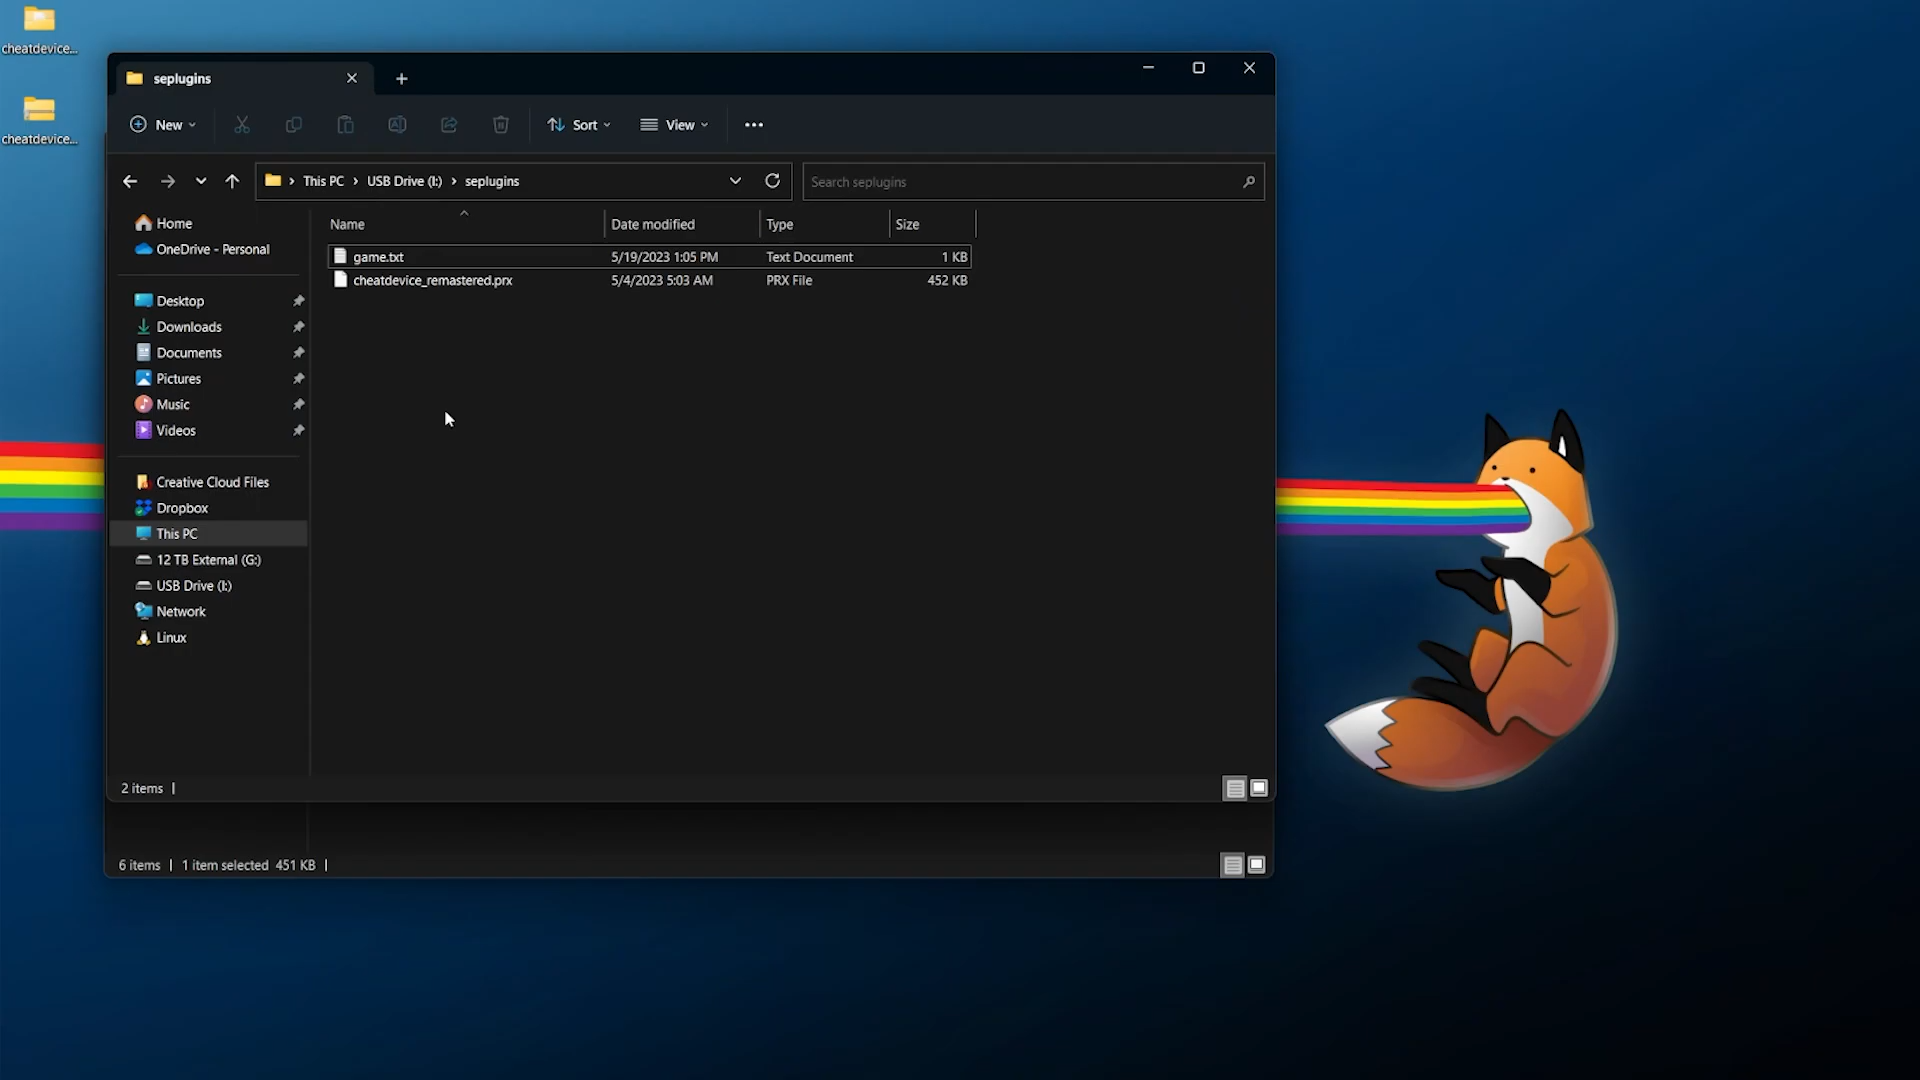 cheatdevice...
cheatdevice...
seplugins
New
Sort
View
This PC
USB Drive (I:)
seplugins
Search seplugins
Home
OneDrive - Personal
Desktop
Downloads
Documents
Pictures
Music
Videos
Creative Cloud Files
Dropbox
This PC
12 TB External (G:)
USB Drive (I:)
Network
Linux
Name Date modified Type Size
game.txt 5/19/2023 1:05 PM Text Document 1 KB
cheatdevice_remastered.prx 5/4/2023 5:03 AM PRX File 452 KB
2 items
6 items 1 item selected 451 KB